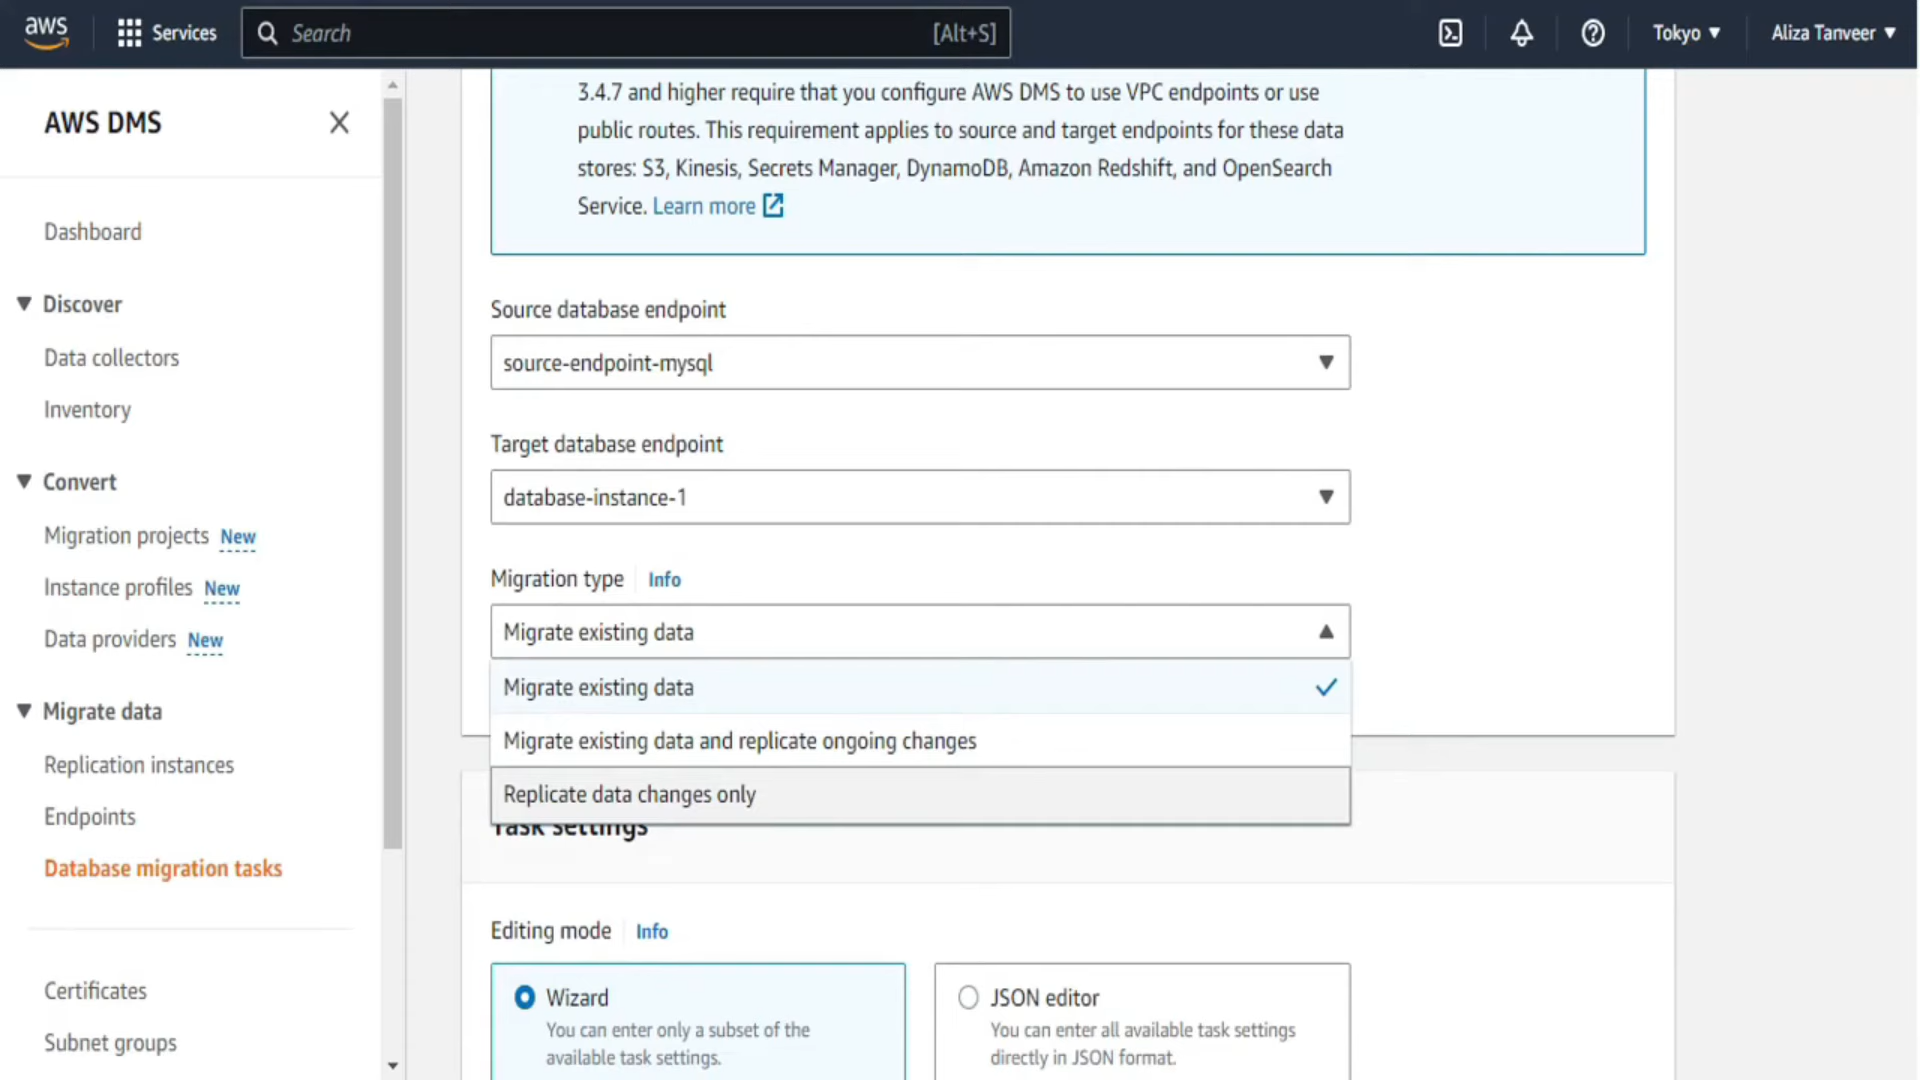 aws
Services
Search
[Alt+S]
Tokyo ▼
Aliza Tanveer ▼
AWS DMS
Dashboard
Discover
Data collectors
Inventory
Convert
Migration projects New
Instance profiles New
Data providers New
Migrate data
Replication instances
Endpoints
Database migration tasks
Certificates
Subnet groups
3.4.7 and higher require that you configure AWS DMS to use VPC endpoints or use
public routes. This requirement applies to source and target endpoints for these data
stores: S3, Kinesis, Secrets Manager, DynamoDB, Amazon Redshift, and OpenSearch
Service. Learn more
Source database endpoint
source-endpoint-mysql
Target database endpoint
database-instance-1
Migration type Info
Migrate existing data
Migrate existing data
Migrate existing data and replicate ongoing changes
Replicate data changes only
Task settings
Editing mode Info
Wizard
You can enter only a subset of the
available task settings.
JSON editor
You can enter all available task settings
directly in JSON format.